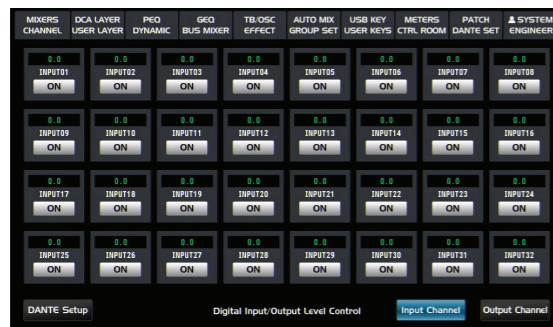 MIXERS DCA LAYER PEQ GEQ TB/OSC AUTO MIX USB KEY METERS PATCH SYSTEM
CHANNEL USER LAYER DYNAMIC BUS MIXER EFFECT GROUP SET USER KEYS CTRL ROOM DANTE SET ENGINEER
0.0 0.0 0.0 0.0 0.0 0.0 0.0 0.0
INPUT01 INPUT02 INPUT03 INPUT04 INPUT05 INPUT06 INPUT07 INPUT08
ON ON ON ON ON ON ON ON
0.0 0.0 0.0 0.0 0.0 0.0 0.0 0.0
INPUT09 INPUT10 INPUT11 INPUT12 INPUT13 INPUT14 INPUT15 INPUT16
ON ON ON ON ON ON ON ON
0.0 0.0 0.0 0.0 0.0 0.0 0.0 0.0
INPUT17 INPUT18 INPUT19 INPUT20 INPUT21 INPUT22 INPUT23 INPUT24
ON ON ON ON ON ON ON ON
0.0 0.0 0.0 0.0 0.0 0.0 0.0 0.0
INPUT25 INPUT26 INPUT27 INPUT28 INPUT29 INPUT30 INPUT31 INPUT32
ON ON ON ON ON ON ON ON
DANTE Setup Digital Input/Output Level Control Input Channel Output Channel